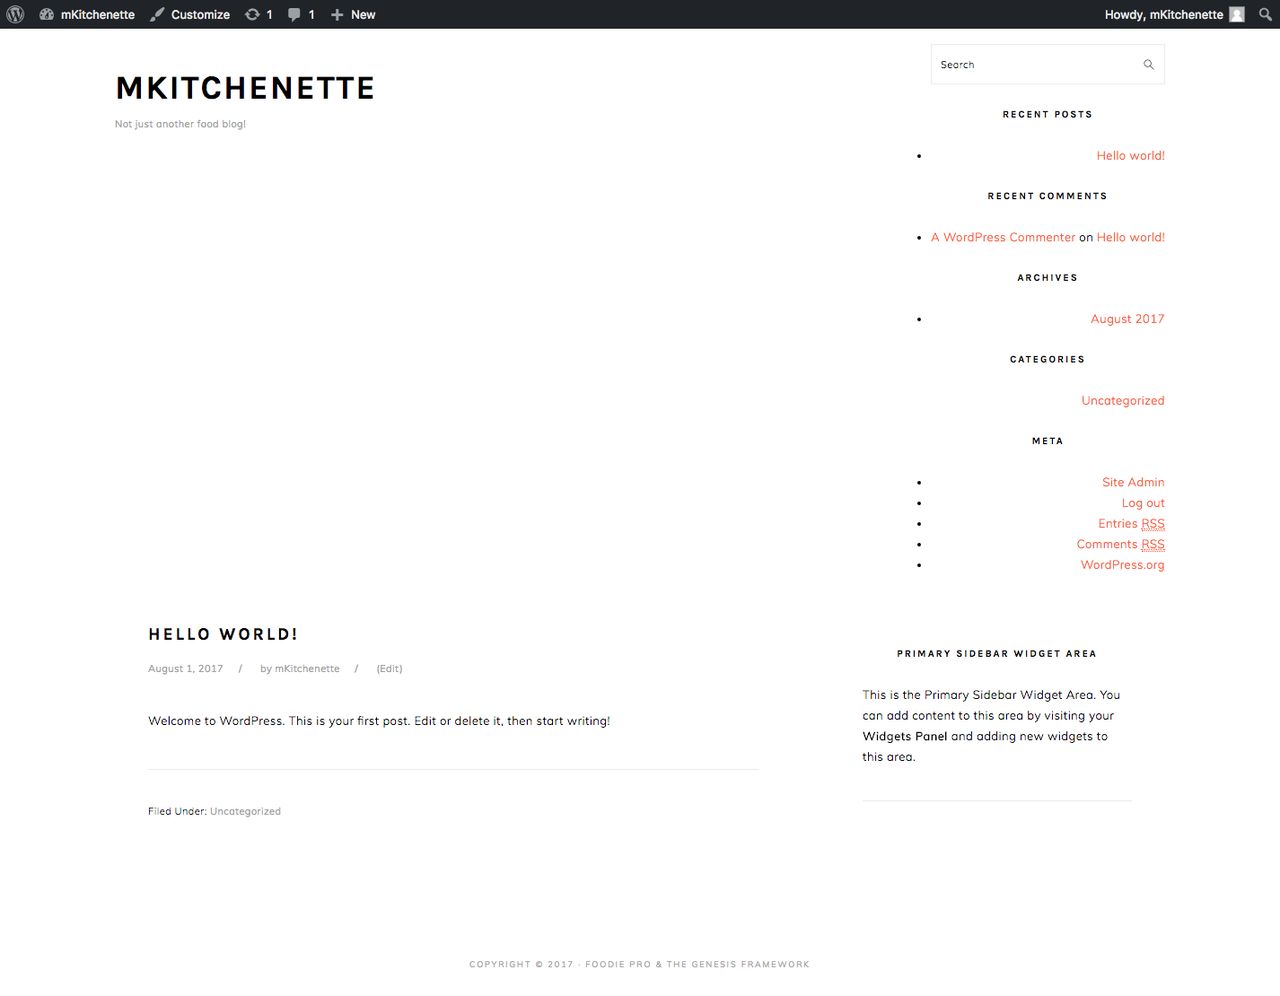 mKitchenette Customize 1 1 New Howdy, mKitchenette
MKITCHENETTE
Not just another food blog!
Search
RECENT POSTS
Hello world!
RECENT COMMENTS
A WordPress Commenter on Hello world!
ARCHIVES
August 2017
CATEGORIES
Uncategorized
META
Site Admin
Log out
Entries RSS
Comments RSS
WordPress.org
HELLO WORLD!
August 1, 2017 / by mKitchenette / (Edit)
Welcome to WordPress. This is your first post. Edit or delete it, then start writing!
Filed Under: Uncategorized
PRIMARY SIDEBAR WIDGET AREA
This is the Primary Sidebar Widget Area. You
can add content to this area by visiting your
Widgets Panel and adding new widgets to
this area.
COPYRIGHT © 2017 · FOODIE PRO & THE GENESIS FRAMEWORK